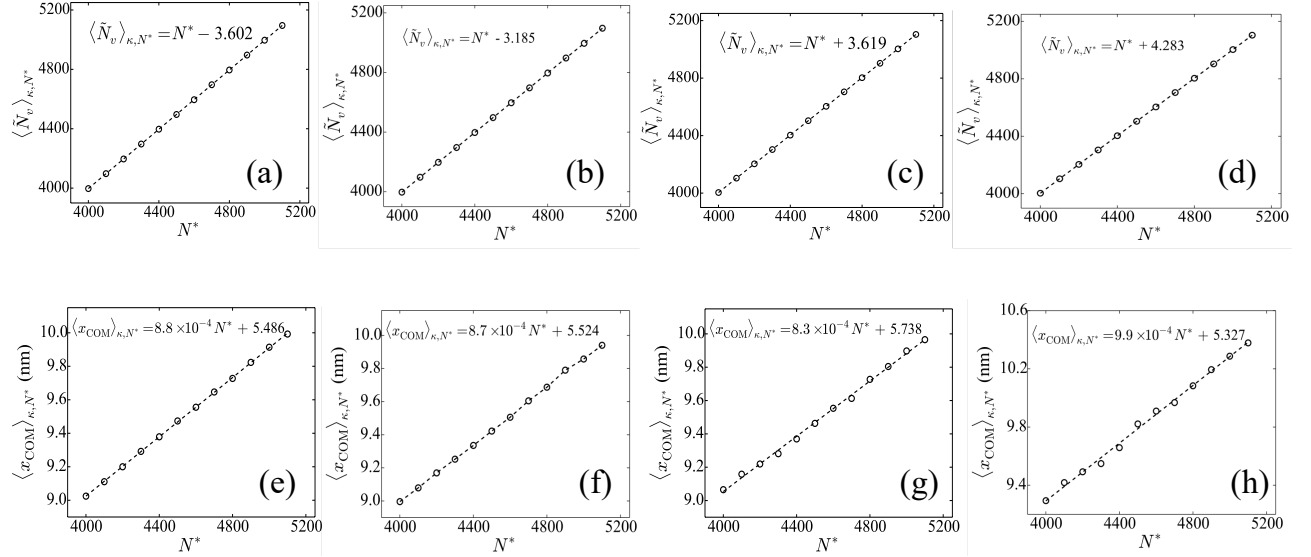 ⟨Ñ_v⟩_{κ,N*} = N* − 3.602
⟨Ñ_v⟩_{κ,N*}
5200
4800
4400
4000
(a)
4000 4400 4800 5200
N*
⟨Ñ_v⟩_{κ,N*} = N* - 3.185
⟨Ñ_v⟩_{κ,N*}
5200
4800
4400
4000
(b)
4000 4400 4800 5200
N*
⟨Ñ_v⟩_{κ,N*} = N* + 3.619
⟨Ñ_v⟩_{κ,N*}
5200
4800
4400
4000
(c)
4000 4400 4800 5200
N*
⟨Ñ_v⟩_{κ,N*} = N* + 4.283
⟨Ñ_v⟩_{κ,N*}
5200
4800
4400
4000
(d)
4000 4400 4800 5200
N*
⟨x_COM⟩_{κ,N*} = 8.8 ×10⁻⁴ N* + 5.486
⟨x_COM⟩_{κ,N*} (nm)
10.0
9.8
9.6
9.4
9.2
9.0
(e)
4000 4400 4800 5200
N*
⟨x_COM⟩_{κ,N*} = 8.7 ×10⁻⁴ N* + 5.524
⟨x_COM⟩_{κ,N*} (nm)
10.0
9.8
9.6
9.4
9.2
9.0
(f)
4000 4400 4800 5200
N*
⟨x_COM⟩_{κ,N*} = 8.3 ×10⁻⁴ N* + 5.738
⟨x_COM⟩_{κ,N*} (nm)
10.0
9.8
9.6
9.4
9.2
9.0
(g)
4000 4400 4800 5200
N*
⟨x_COM⟩_{κ,N*} = 9.9 ×10⁻⁴ N* + 5.327
⟨x_COM⟩_{κ,N*} (nm)
10.6
10.2
9.8
9.4
(h)
4000 4400 4800 5200
N*